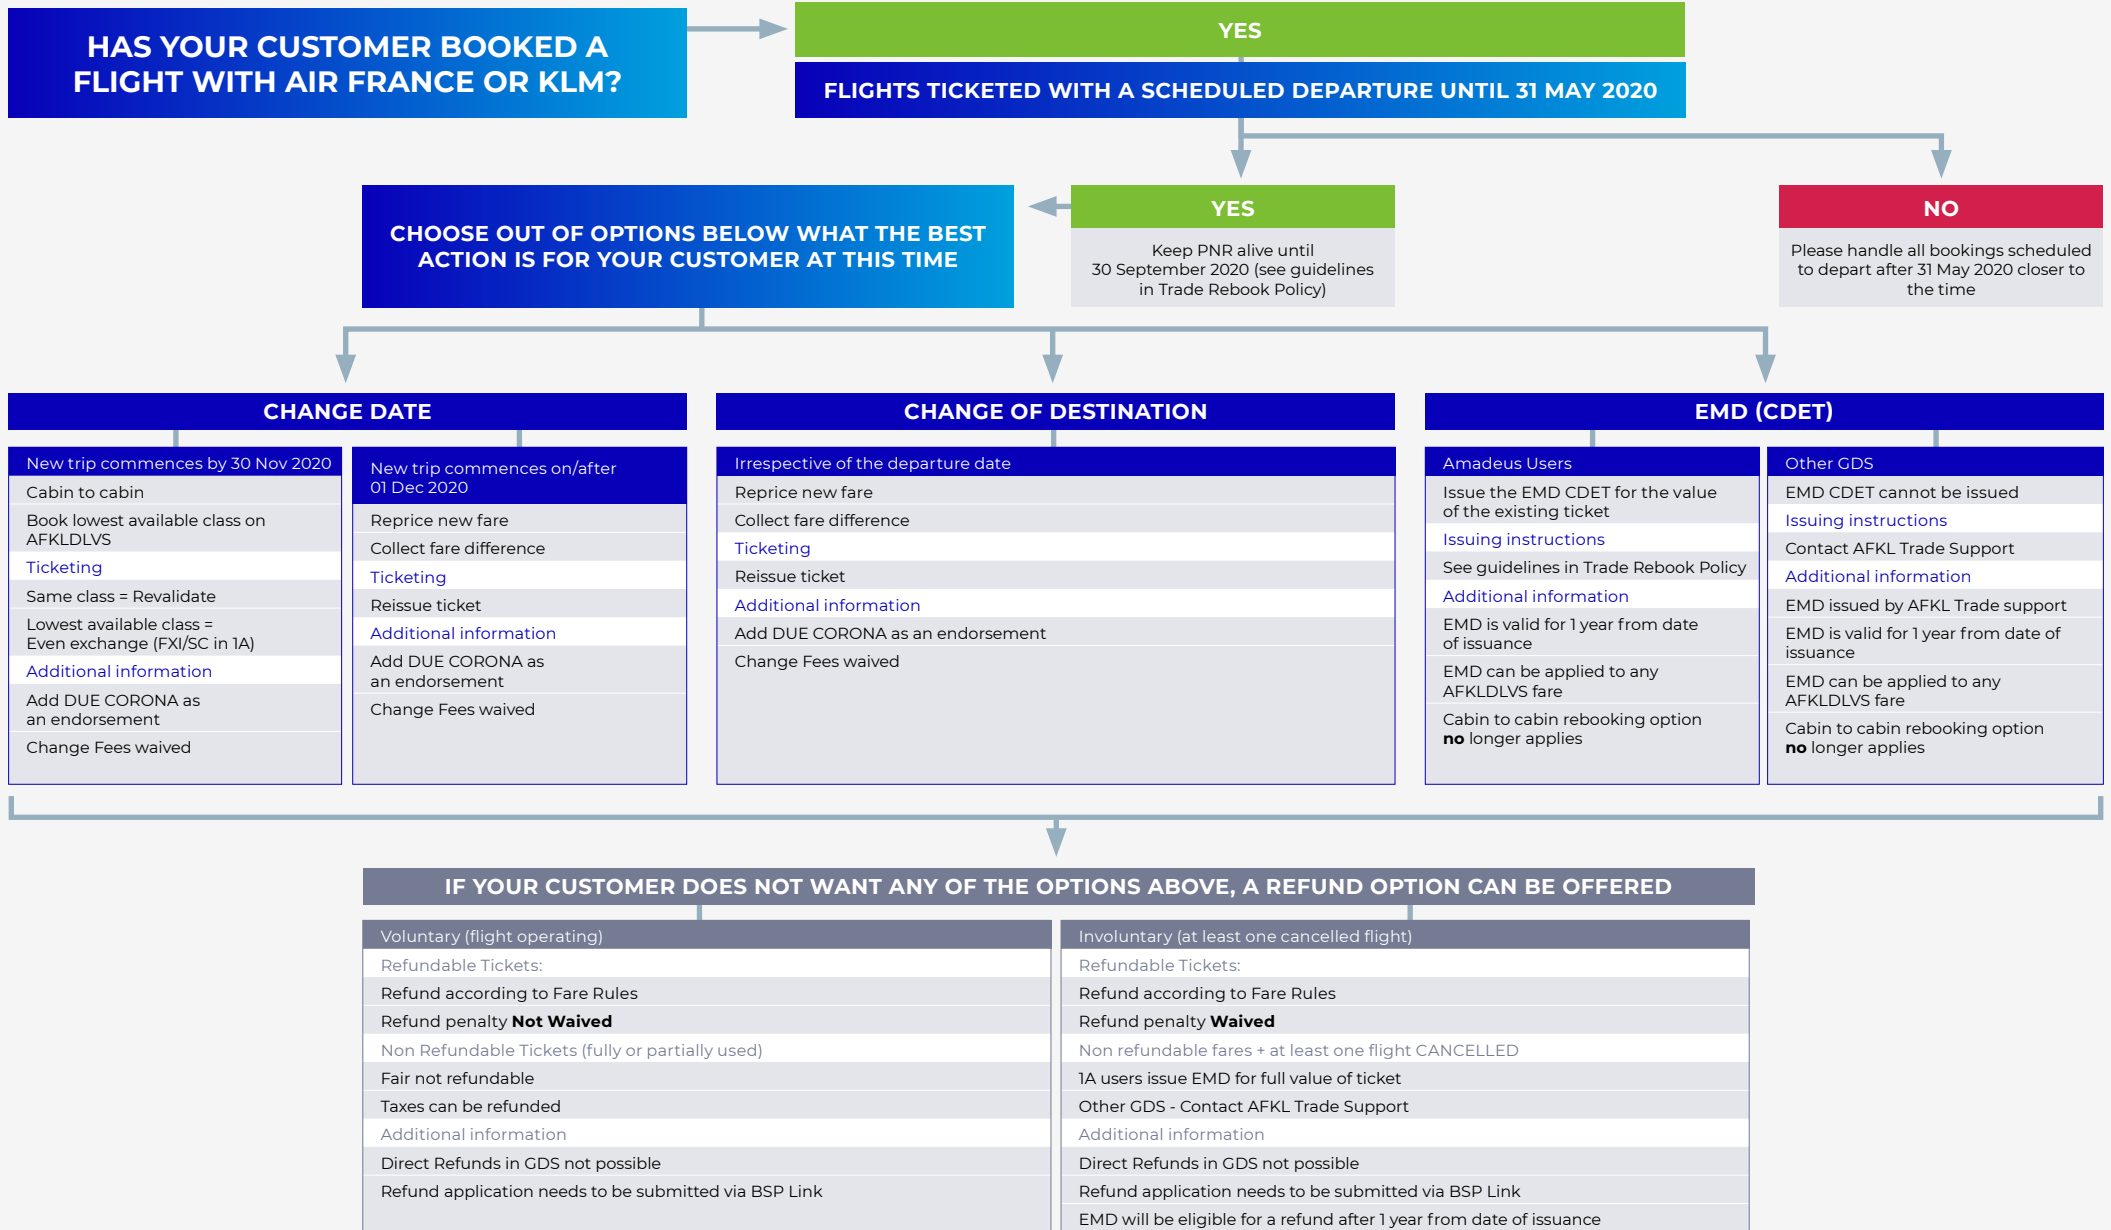 HAS YOUR CUSTOMER BOOKED A
FLIGHT WITH AIR FRANCE OR KLM?
YES
FLIGHTS TICKETED WITH A SCHEDULED DEPARTURE UNTIL 31 MAY 2020
CHOOSE OUT OF OPTIONS BELOW WHAT THE BEST
ACTION IS FOR YOUR CUSTOMER AT THIS TIME
YES
Keep PNR alive until
30 September 2020 (see guidelines
in Trade Rebook Policy)
NO
Please handle all bookings scheduled
to depart after 31 May 2020 closer to
the time
CHANGE DATE
New trip commences by 30 Nov 2020
Cabin to cabin
Book lowest available class on
AFKLDLVS
Ticketing
Same class = Revalidate
Lowest available class =
Even exchange (FXI/SC in 1A)
Additional information
Add DUE CORONA as
an endorsement
Change Fees waived
New trip commences on/after
01 Dec 2020
Reprice new fare
Collect fare difference
Ticketing
Reissue ticket
Additional information
Add DUE CORONA as
an endorsement
Change Fees waived
CHANGE OF DESTINATION
Irrespective of the departure date
Reprice new fare
Collect fare difference
Ticketing
Reissue ticket
Additional information
Add DUE CORONA as an endorsement
Change Fees waived
EMD (CDET)
Amadeus Users
Issue the EMD CDET for the value
of the existing ticket
Issuing instructions
See guidelines in Trade Rebook Policy
Additional information
EMD is valid for 1 year from date
of issuance
EMD can be applied to any
AFKLDLVS fare
Cabin to cabin rebooking option
no longer applies
Other GDS
EMD CDET cannot be issued
Issuing instructions
Contact AFKL Trade Support
Additional information
EMD issued by AFKL Trade support
EMD is valid for 1 year from date of
issuance
EMD can be applied to any
AFKLDLVS fare
Cabin to cabin rebooking option
no longer applies
IF YOUR CUSTOMER DOES NOT WANT ANY OF THE OPTIONS ABOVE, A REFUND OPTION CAN BE OFFERED
Voluntary (flight operating)
Refundable Tickets:
Refund according to Fare Rules
Refund penalty Not Waived
Non Refundable Tickets (fully or partially used)
Fair not refundable
Taxes can be refunded
Additional information
Direct Refunds in GDS not possible
Refund application needs to be submitted via BSP Link
Involuntary (at least one cancelled flight)
Refundable Tickets:
Refund according to Fare Rules
Refund penalty Waived
Non refundable fares + at least one flight CANCELLED
1A users issue EMD for full value of ticket
Other GDS - Contact AFKL Trade Support
Additional information
Direct Refunds in GDS not possible
Refund application needs to be submitted via BSP Link
EMD will be eligible for a refund after 1 year from date of issuance